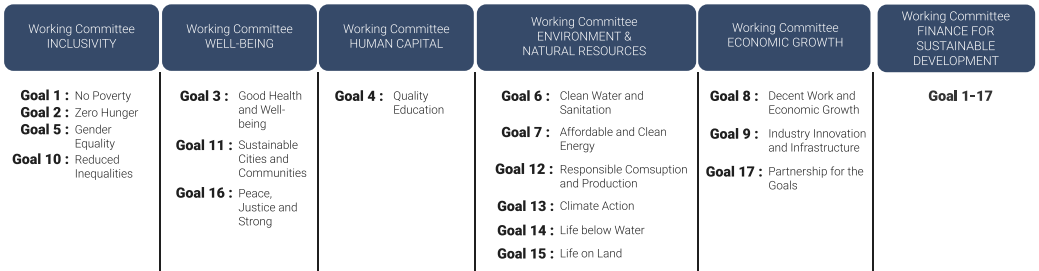 Working Committee
INCLUSIVITY
Goal 1 : No Poverty
Goal 2 : Zero Hunger
Goal 5 : Gender
Equality
Goal 10 : Reduced
Inequalities
Working Committee
WELL-BEING
Goal 3 : Good Health
and Well-
being
Goal 11 : Sustainable
Cities and
Communities
Goal 16 : Peace,
Justice and
Strong
Working Committee
HUMAN CAPITAL
Goal 4 : Quality
Education
Working Committee
ENVIRONMENT &
NATURAL RESOURCES
Goal 6 : Clean Water and
Sanitation
Goal 7 : Affordable and Clean
Energy
Goal 12 : Responsible Comsuption
and Production
Goal 13 : Climate Action
Goal 14 : Life below Water
Goal 15 : Life on Land
Working Committee
ECONOMIC GROWTH
Goal 8 : Decent Work and
Economic Growth
Goal 9 : Industry Innovation
and Infrastructure
Goal 17 : Partnership for the
Goals
Working Committee
FINANCE FOR
SUSTAINABLE
DEVELOPMENT
Goal 1-17